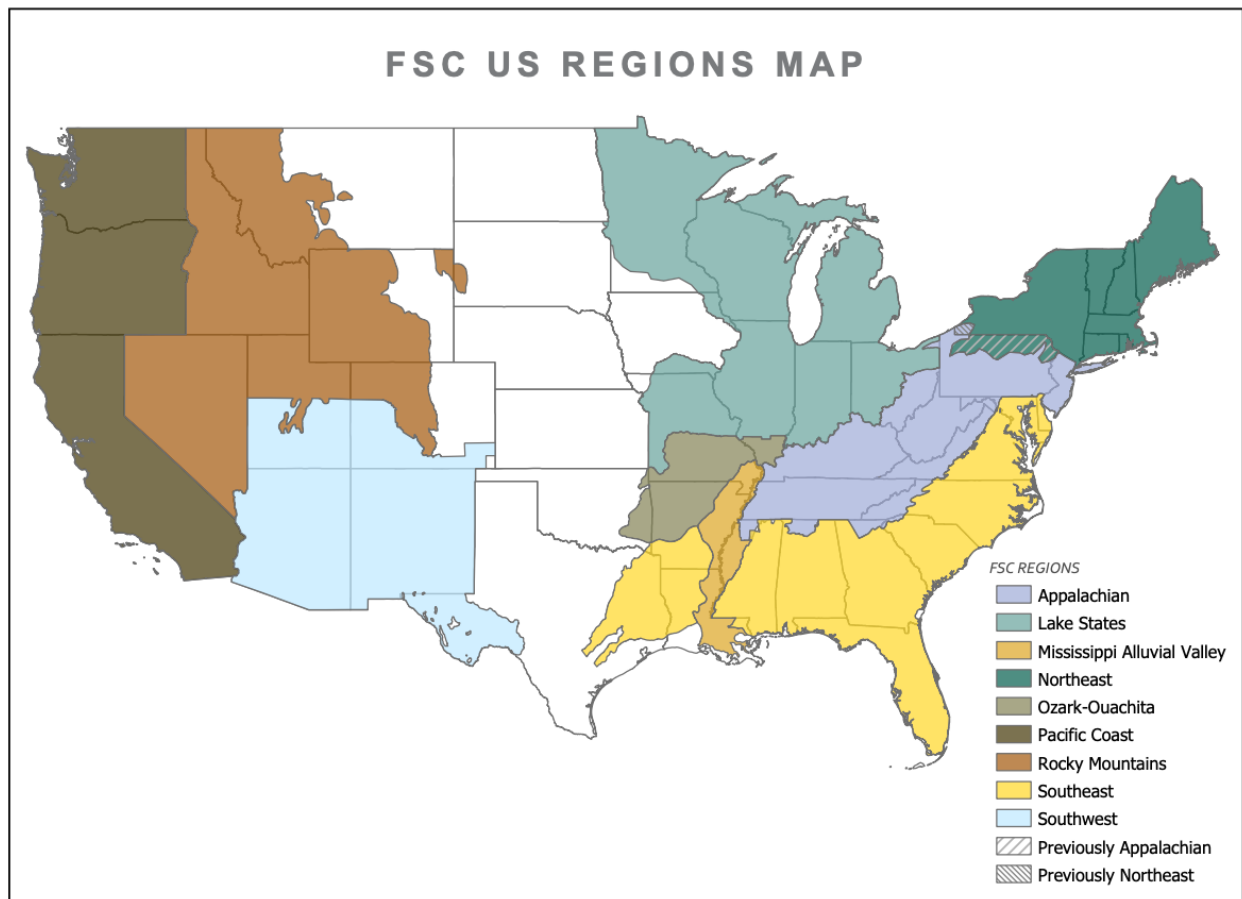 FSC US REGIONS MAP
FSC REGIONS
Appalachian
Lake States
Mississippi Alluvial Valley
Northeast
Ozark-Ouachita
Pacific Coast
Rocky Mountains
Southeast
Southwest
Previously Appalachian
Previously Northeast